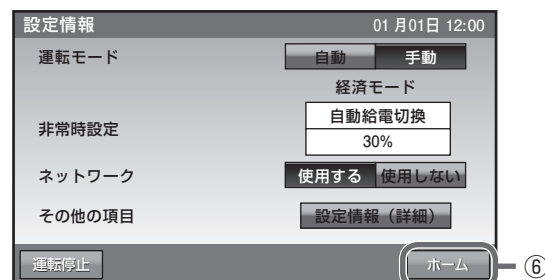 設定情報 01月01日 12:00
運転モード 自動 手動
経済モード
非常時設定 自動給電切換
30%
ネットワーク 使用する 使用しない
その他の項目 設定情報（詳細）
運転停止 ホーム ⑥